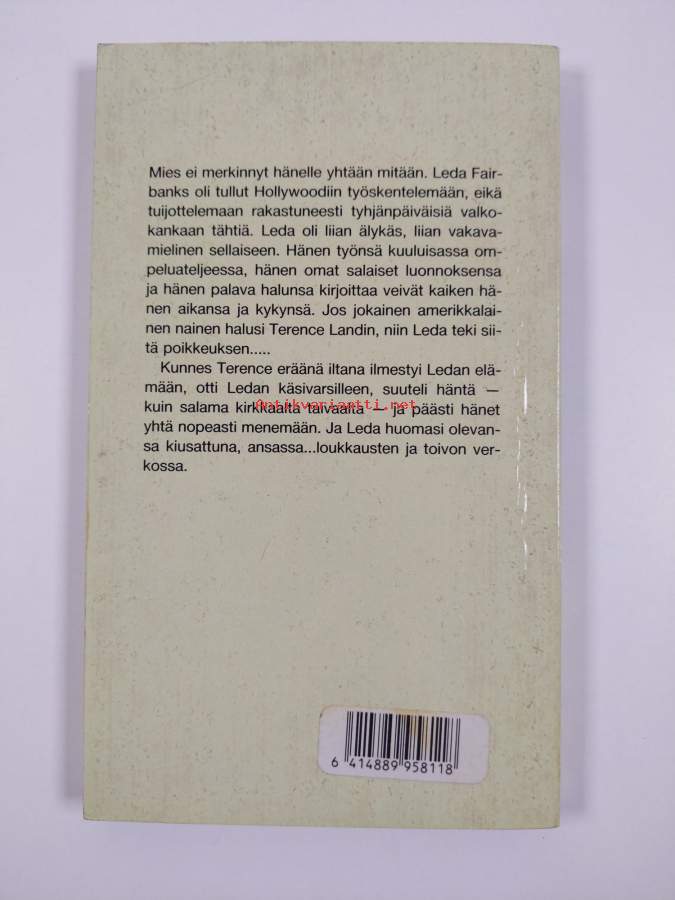 Mies ei merkinnyt hänelle yhtään mitään. Leda Fair-
banks oli tullut Hollywoodiin työskentelemään, eikä
tuijottelemaan rakastuneesti tyhjänpäiväisiä valko-
kankaan tähtiä. Leda oli liian älykäs, liian vakava-
mielinen sellaiseen. Hänen työnsä kuuluisassa om-
peluateljeessa, hänen omat salaiset luonnoksensa
ja hänen palava halunsa kirjoittaa veivät kaiken hä-
nen aikansa ja kykynsä. Jos jokainen amerikkalai-
nen nainen halusi Terence Landin, niin Leda teki sii-
tä poikkeuksen.....
Kunnes Terence eräänä iltana ilmestyi Ledan elä-
mään, otti Ledan käsivarsilleen, suuteli häntä —
kuin salama kirkkaalta taivaalta — ja päästi hänet
Antikvariantti.net
yhtä nopeasti menemään. Ja Leda huomasi olevan-
sa kiusattuna, ansassa...loukkausten ja toivon ver-
kossa.
6 414889 958118